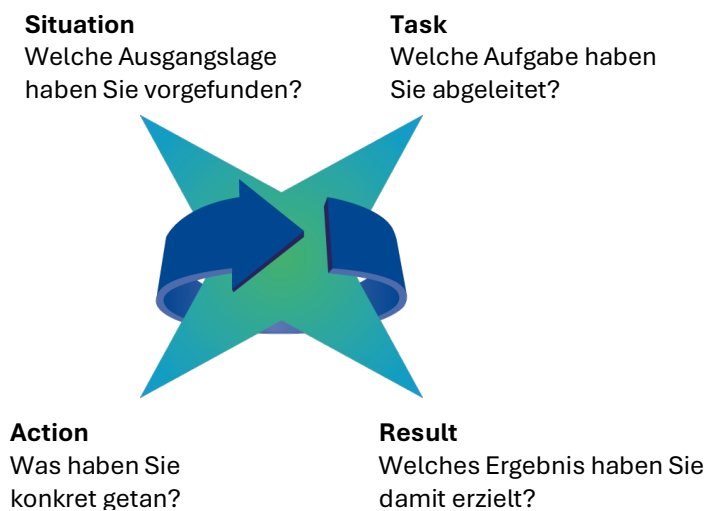 Situation
Welche Ausgangslage
haben Sie vorgefunden?
Task
Welche Aufgabe haben
Sie abgeleitet?
Action
Was haben Sie
konkret getan?
Result
Welches Ergebnis haben Sie
damit erzielt?